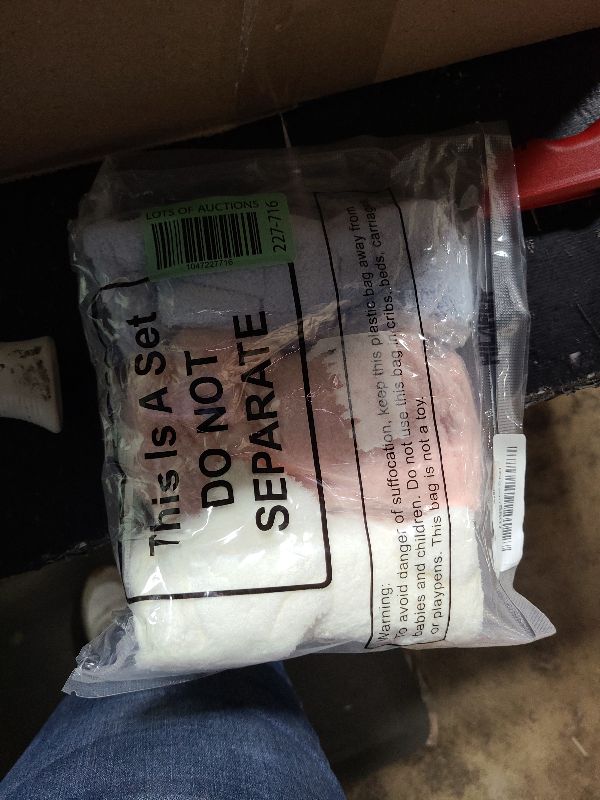 LOTS OF AUCTIONS
1047227716
227-716
This Is A Set
DO NOT
SEPARATE
Warning:
To avoid danger of suffocation, keep this plastic bag away from
babies and children. Do not use this bag in cribs, beds, carriages
or playpens. This bag is not a toy.